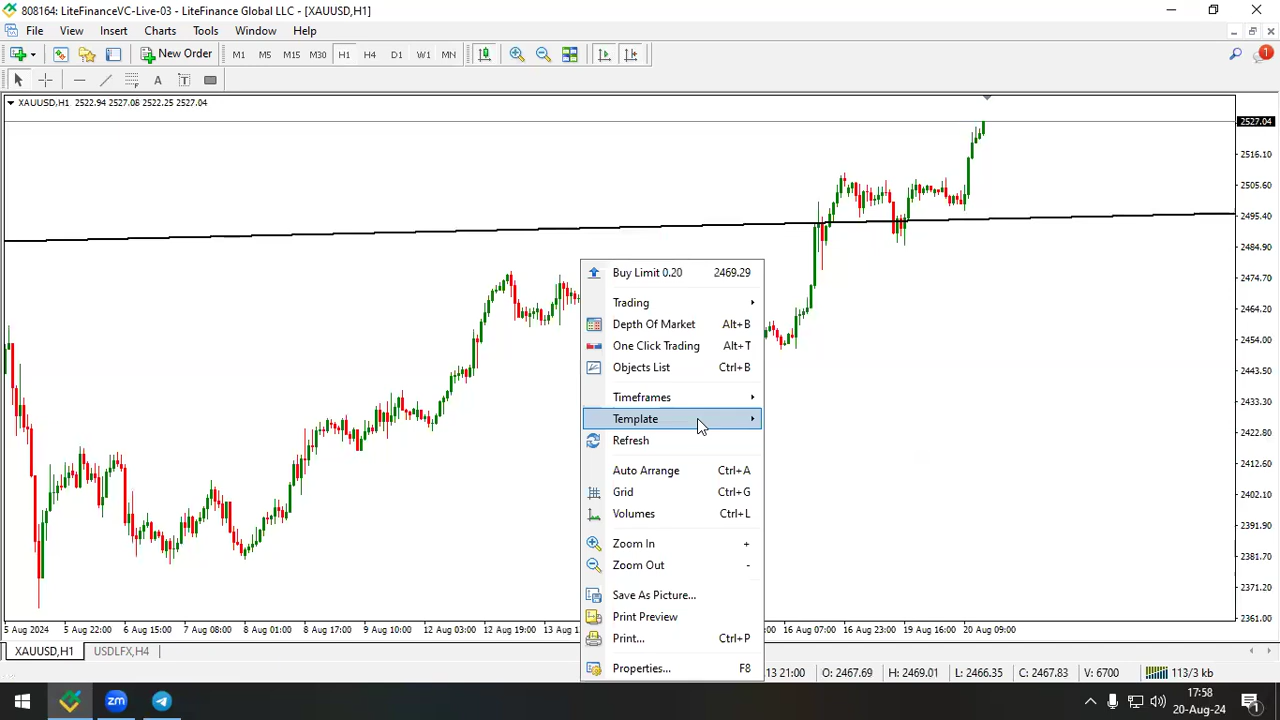 808164: LiteFinanceVC-Live-03 - LiteFinance Global LLC - [XAUUSD,H1]
File View Insert Charts Tools Window Help
New Order M1 M5 M15 M30 H1 H4 D1 W1 MN
1
A T
XAUUSD,H1 2522.94 2527.08 2522.25 2527.04
2527.04
2516.10
2505.60
2495.40
2484.90
2474.70
2464.20
2454.00
2443.50
2433.30
2422.80
2412.60
2402.10
2391.90
2381.70
2371.20
2361.00
Buy Limit 0.20 2469.29
Trading
Depth Of Market Alt+B
One Click Trading Alt+T
Objects List Ctrl+B
Timeframes
Template
Refresh
Auto Arrange Ctrl+A
Grid Ctrl+G
Volumes Ctrl+L
Zoom In +
Zoom Out -
Save As Picture...
Print Preview
Print... Ctrl+P
Properties... F8
5 Aug 2024 5 Aug 22:00 6 Aug 15:00 7 Aug 08:00 8 Aug 01:00 8 Aug 17:00 9 Aug 10:00 12 Aug 03:00 12 Aug 19:00 13 Aug 1 :00 16 Aug 07:00 16 Aug 23:00 19 Aug 16:00 20 Aug 09:00
XAUUSD,H1 USDLFX,H4
13 21:00 O: 2467.69 H: 2469.01 L: 2466.35 C: 2467.83 V: 6700 113/3 kb
zm 17:58
20-Aug-24 1